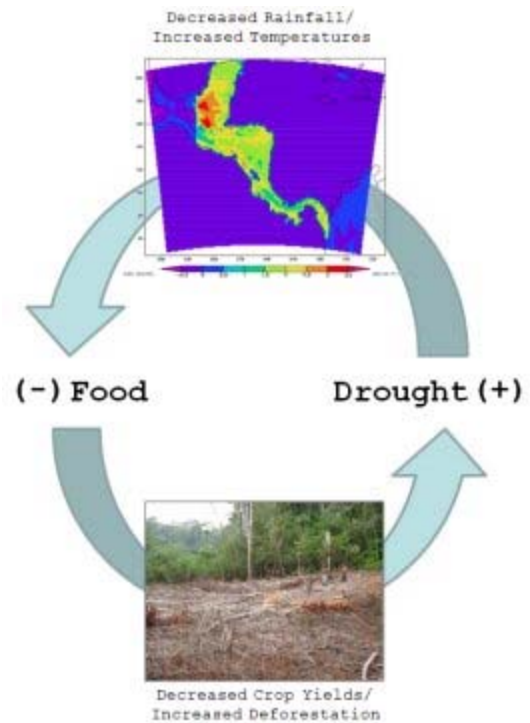 Decreased Rainfall/
Increased Temperatures
(-) Food
Drought (+)
Decreased Crop Yields/
Increased Deforestation